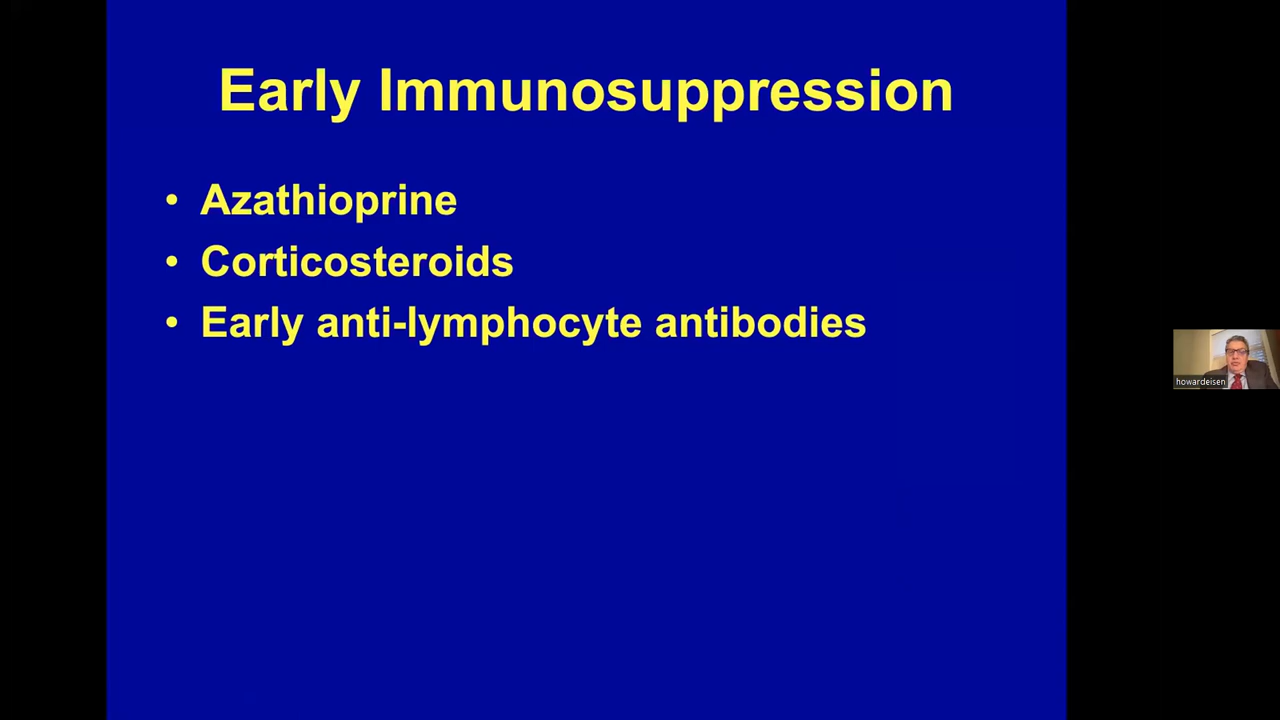 Early Immunosuppression
• Azathioprine
• Corticosteroids
• Early anti-lymphocyte antibodies
howardeisen